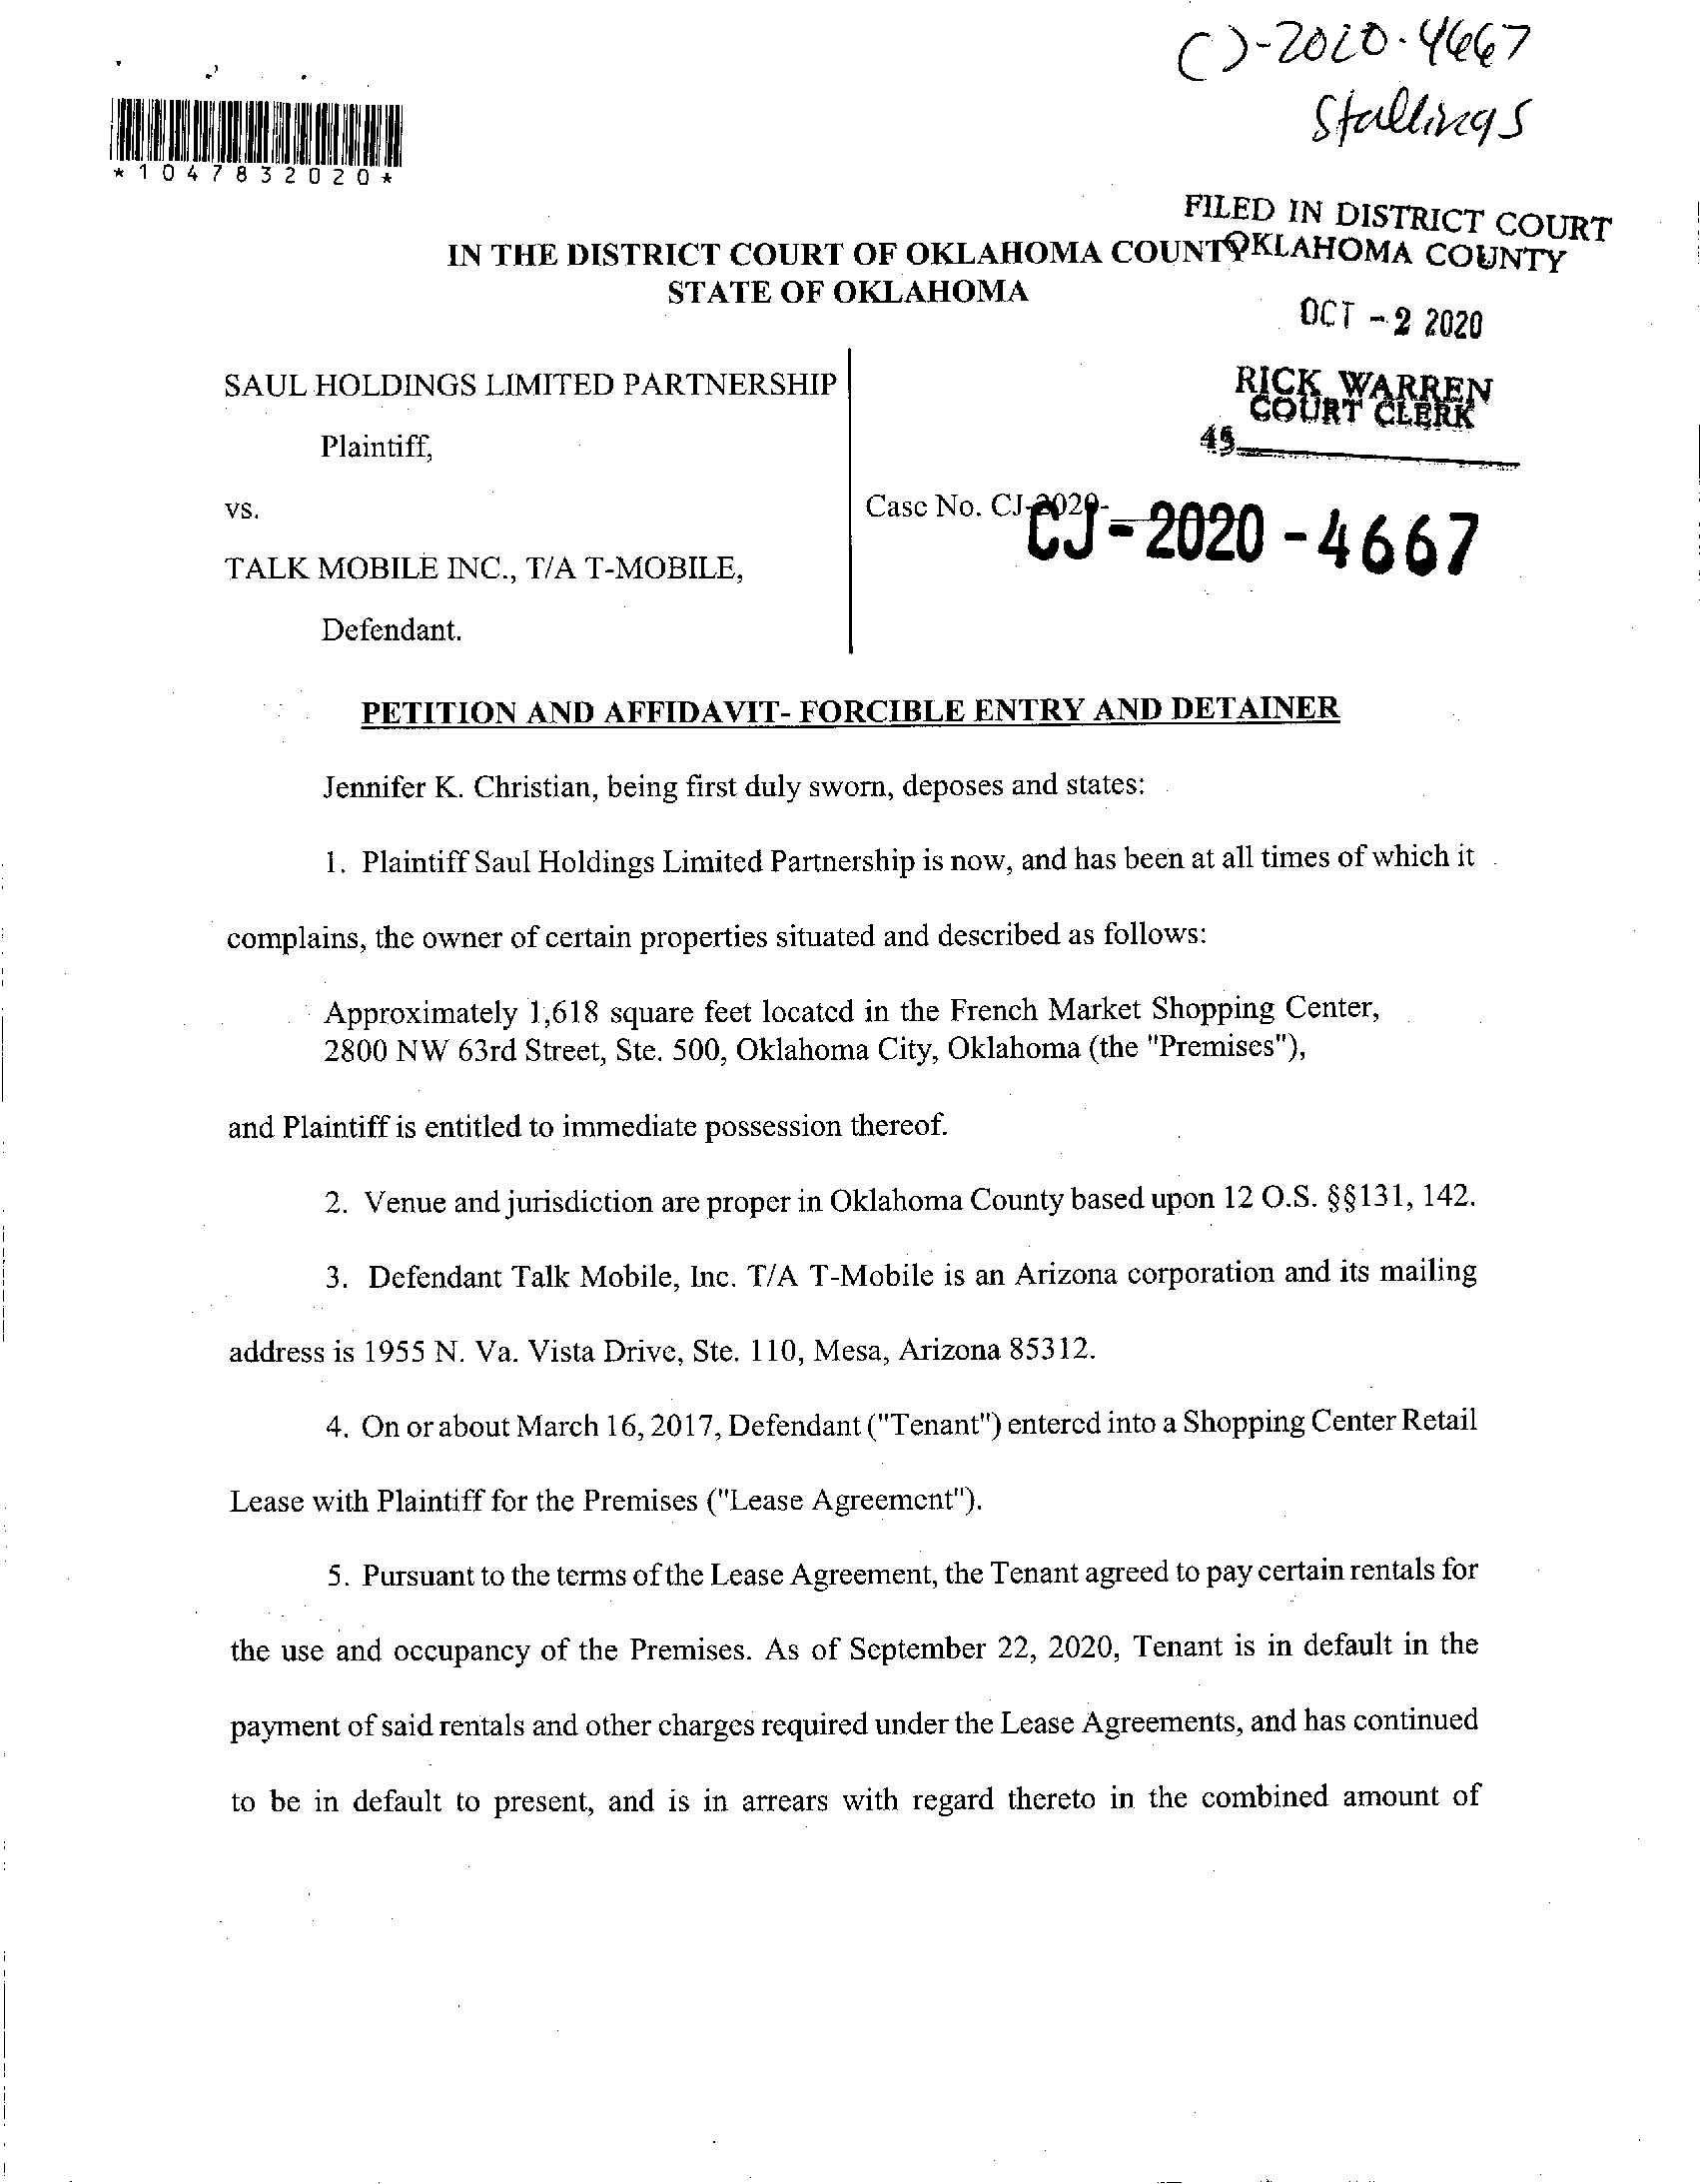 CJ-2020-4667
Stallings
*1047832020*
FILED IN DISTRICT COURT
OKLAHOMA COUNTY
IN THE DISTRICT COURT OF OKLAHOMA COUNTY
STATE OF OKLAHOMA
OCT -2 2020
SAUL HOLDINGS LIMITED PARTNERSHIP
RICK WARREN
COURT CLERK
Plaintiff,
45
vs.
Case No. CJ-2020-
CJ-2020-4667
TALK MOBILE INC., T/A T-MOBILE,
Defendant.
PETITION AND AFFIDAVIT- FORCIBLE ENTRY AND DETAINER
Jennifer K. Christian, being first duly sworn, deposes and states:
1. Plaintiff Saul Holdings Limited Partnership is now, and has been at all times of which it
complains, the owner of certain properties situated and described as follows:
Approximately 1,618 square feet located in the French Market Shopping Center,
2800 NW 63rd Street, Ste. 500, Oklahoma City, Oklahoma (the "Premises"),
and Plaintiff is entitled to immediate possession thereof.
2. Venue and jurisdiction are proper in Oklahoma County based upon 12 O.S. §§131, 142.
3. Defendant Talk Mobile, Inc. T/A T-Mobile is an Arizona corporation and its mailing
address is 1955 N. Va. Vista Drive, Ste. 110, Mesa, Arizona 85312.
4. On or about March 16, 2017, Defendant ("Tenant") entered into a Shopping Center Retail
Lease with Plaintiff for the Premises ("Lease Agreement").
5. Pursuant to the terms of the Lease Agreement, the Tenant agreed to pay certain rentals for
the use and occupancy of the Premises. As of September 22, 2020, Tenant is in default in the
payment of said rentals and other charges required under the Lease Agreements, and has continued
to be in default to present, and is in arrears with regard thereto in the combined amount of